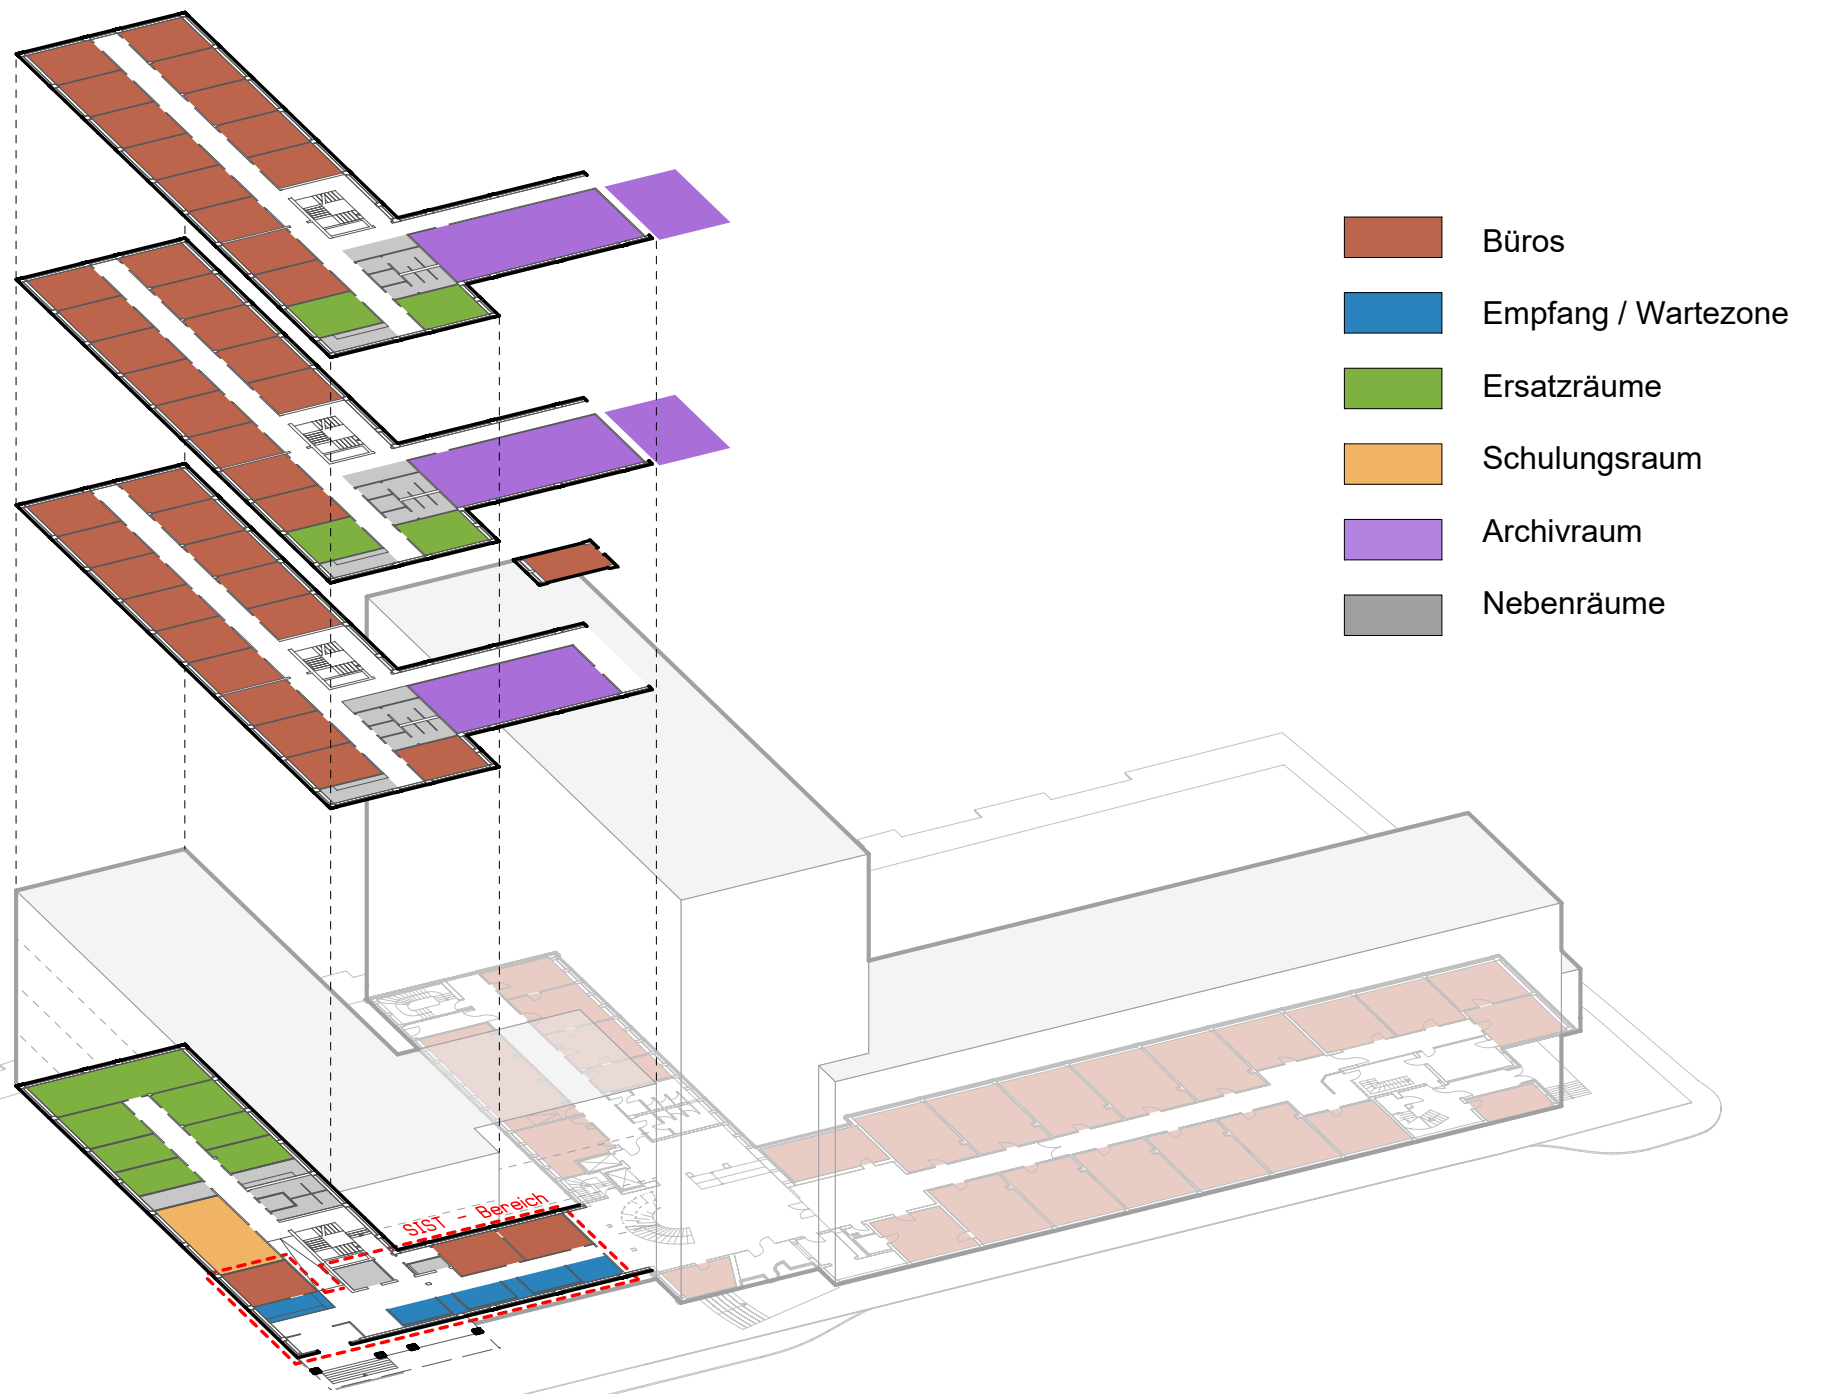 Büros
Empfang / Wartezone
Ersatzräume
Schulungsraum
Archivraum
Nebenräume
SIST - Bereich